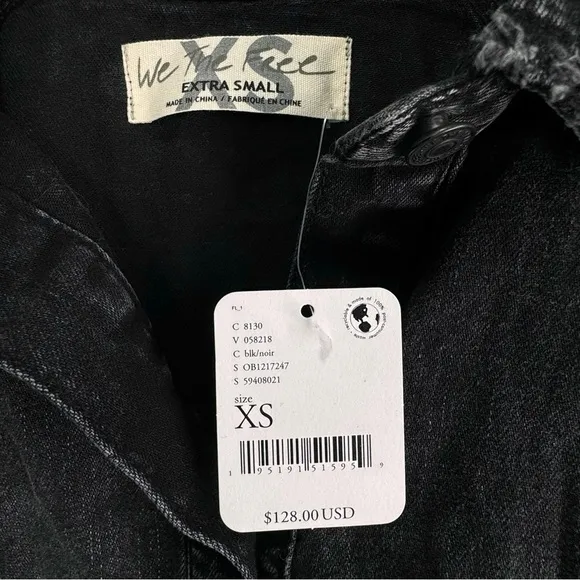 XS
We The Free
EXTRA SMALL
MADE IN CHINA / FABRIQUÉ EN CHINE
C 8130
V 058218
C blk/noir
S OB1217247
S 59408021
size
XS
1 95191 51595 9
$128.00 USD